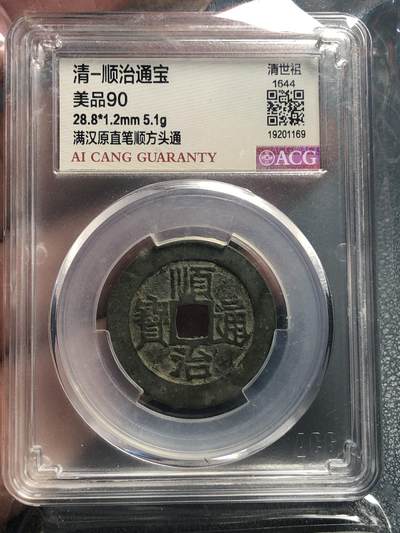 清-顺治通宝
美品90
28.8*1.2mm 5.1g
满汉原直笔顺方头通
AI CANG GUARANTY
清世祖
1644
19201169
ACG
順治通寶